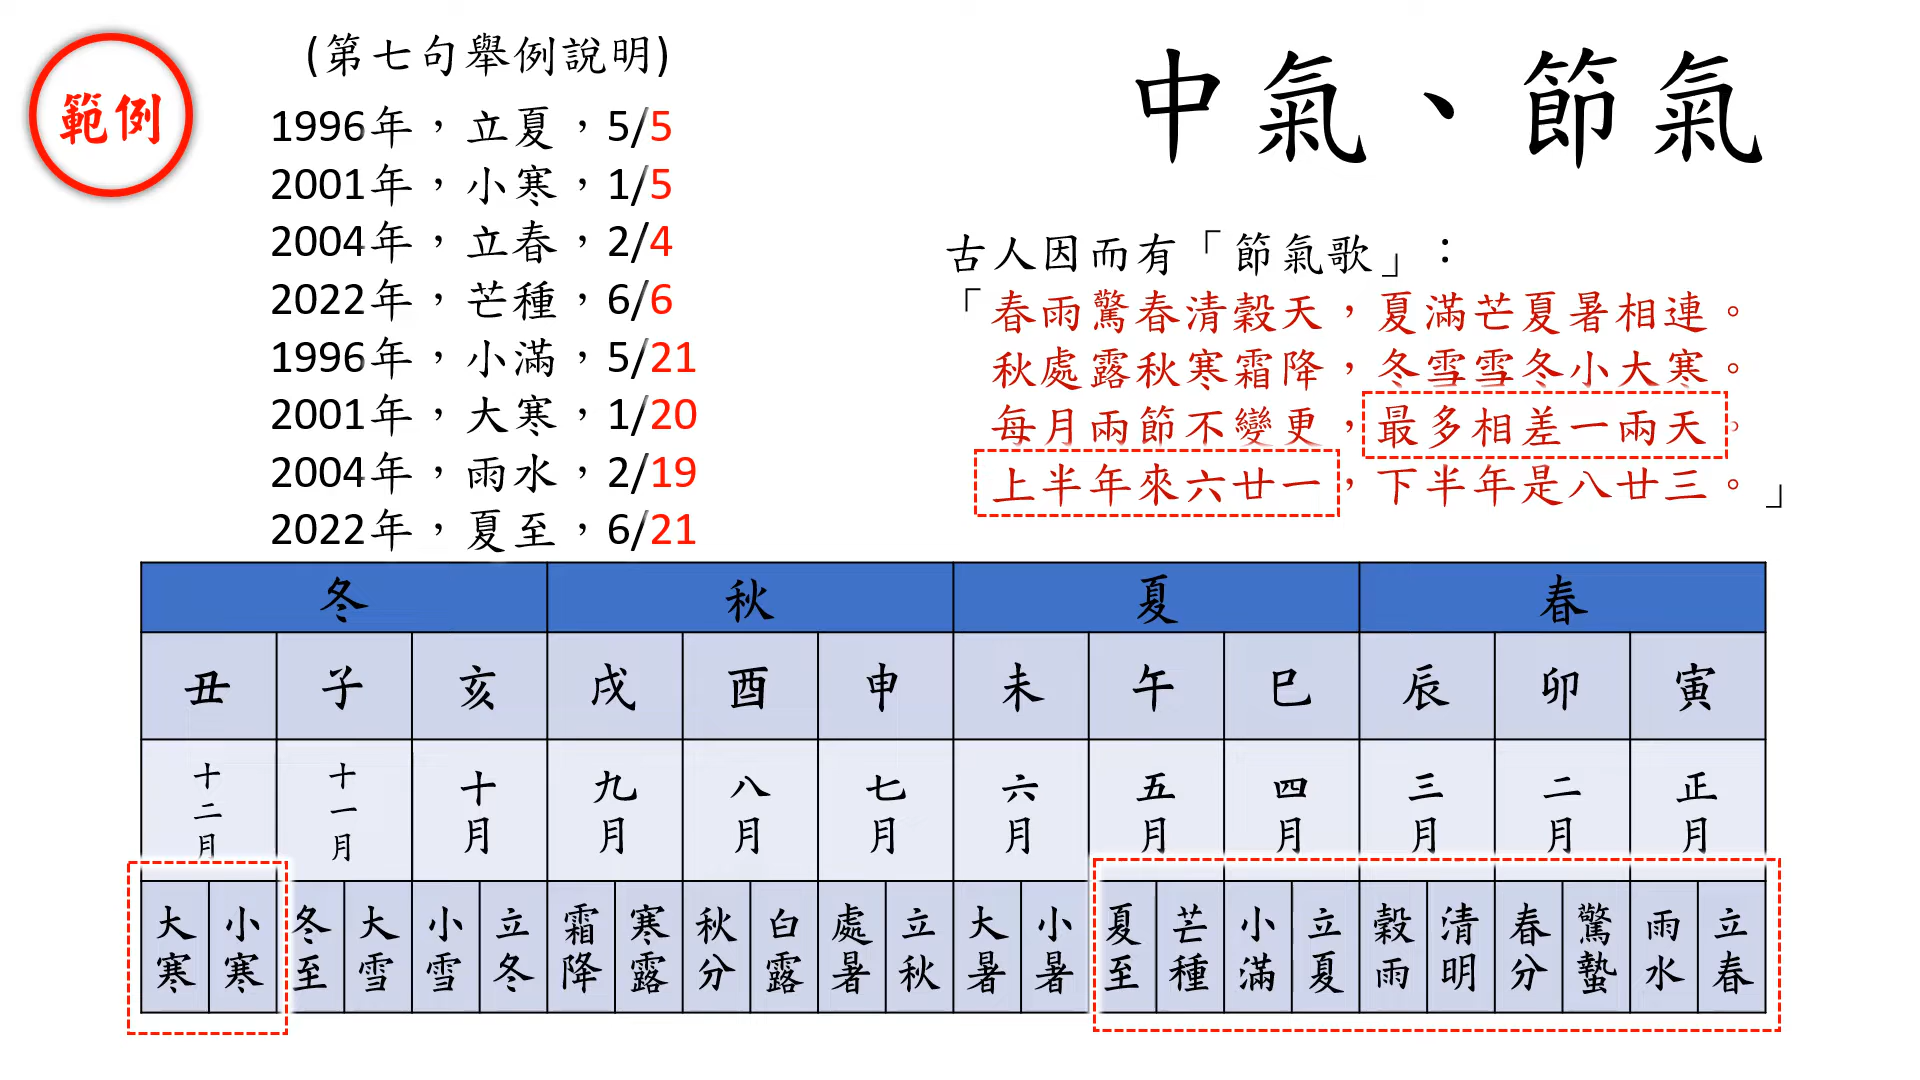 範例
(第七句舉例說明)
1996年，立夏，5/5
2001年，小寒，1/5
2004年，立春，2/4
2022年，芒種，6/6
1996年，小滿，5/21
2001年，大寒，1/20
2004年，雨水，2/19
2022年，夏至，6/21
中氣、節氣
古人因而有「節氣歌」：
「春雨驚春清穀天，夏滿芒夏暑相連。
秋處露秋寒霜降，冬雪雪冬小大寒。
每月兩節不變更，最多相差一兩天。
上半年來六廿一，下半年是八廿三。」
冬 秋 夏 春
丑 子 亥 戌 酉 申 未 午 巳 辰 卯 寅
十二月 十一月 十月 九月 八月 七月 六月 五月 四月 三月 二月 正月
大寒 小寒 冬至 大雪 小雪 立冬 霜降 寒露 秋分 白露 處暑 立秋 大暑 小暑 夏至 芒種 小滿 立夏 穀雨 清明 春分 驚蟄 雨水 立春